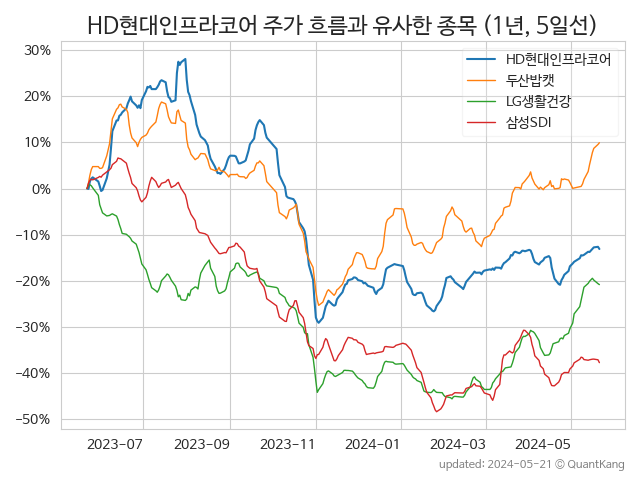 HD현대인프라코어 주가 흐름과 유사한 종목 (1년, 5일선)
30%
20%
10%
0%
−10%
−20%
−30%
−40%
−50%
HD현대인프라코어
두산밥캣
LG생활건강
삼성SDI
2023-07
2023-09
2023-11
2024-01
2024-03
2024-05
updated: 2024-05-21 © QuantKang